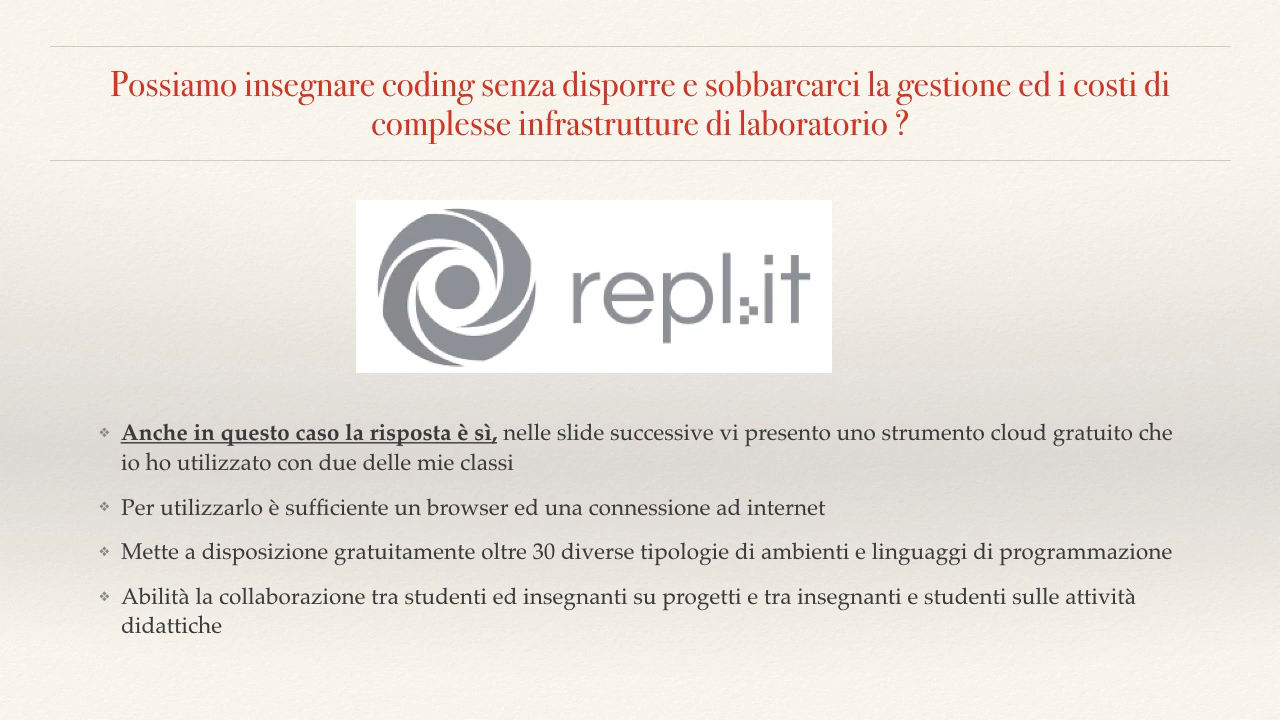 Possiamo insegnare coding senza disporre e sobbarcarci la gestione ed i costi di
complesse infrastrutture di laboratorio ?
repl.it
❖ Anche in questo caso la risposta è sì, nelle slide successive vi presento uno strumento cloud gratuito che
io ho utilizzato con due delle mie classi
❖ Per utilizzarlo è sufficiente un browser ed una connessione ad internet
❖ Mette a disposizione gratuitamente oltre 30 diverse tipologie di ambienti e linguaggi di programmazione
❖ Abilità la collaborazione tra studenti ed insegnanti su progetti e tra insegnanti e studenti sulle attività
didattiche